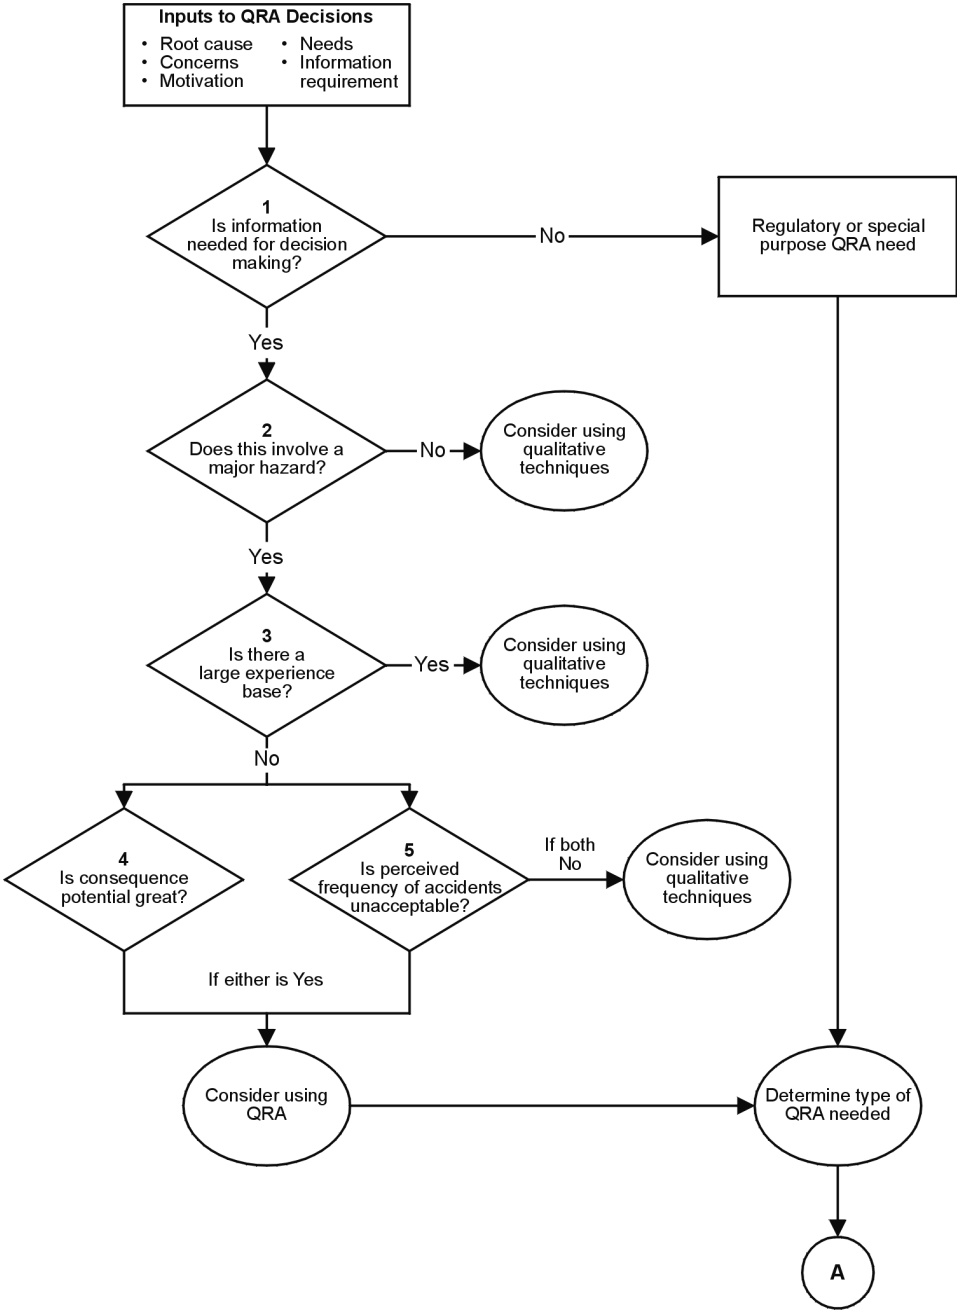 Inputs to QRA Decisions
• Root cause
• Concerns
• Motivation
• Needs
• Information
requirement
1
Is information
needed for decision
making?
No
Regulatory or special
purpose QRA need
Yes
2
Does this involve a
major hazard?
No
Consider using
qualitative
techniques
Yes
3
Is there a
large experience
base?
Yes
Consider using
qualitative
techniques
No
4
Is consequence
potential great?
5
Is perceived
frequency of accidents
unacceptable?
If both
No
Consider using
qualitative
techniques
If either is Yes
Consider using
QRA
Determine type of
QRA needed
A